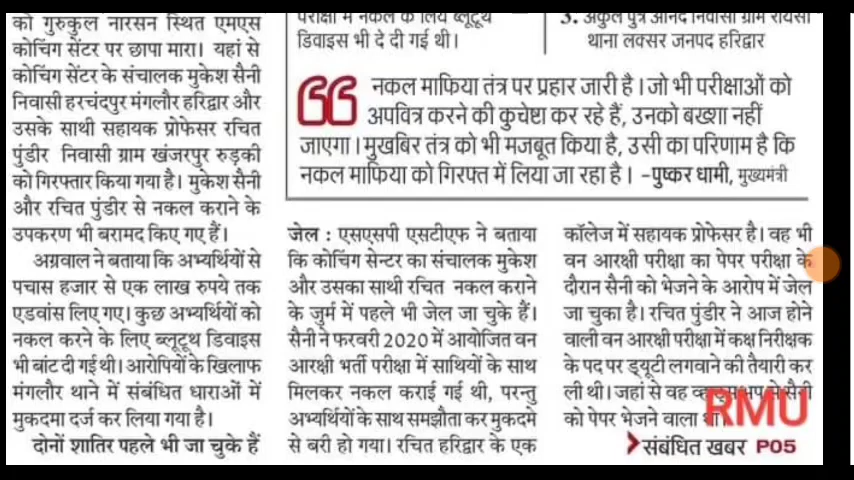 को गुरुकुल नारसन स्थित एमएस
कोचिंग सेंटर पर छापा मारा। यहां से
कोचिंग सेंटर के संचालक मुकेश सैनी
निवासी हरचंदपुर मंगलौर हरिद्वार और
उसके साथी सहायक प्रोफेसर रचित
पुंडीर निवासी ग्राम खंजरपुर रुड़की
को गिरफ्तार किया गया है। मुकेश सैनी
और रचित पुंडीर से नकल कराने के
उपकरण भी बरामद किए गए हैं।
अग्रवाल ने बताया कि अभ्यर्थियों से
पचास हजार से एक लाख रुपये तक
एडवांस लिए गए। कुछ अभ्यर्थियों को
नकल करने के लिए ब्लूटूथ डिवाइस
भी बांट दी गई थी। आरोपियों के खिलाफ
मंगलौर थाने में संबंधित धाराओं में
मुकदमा दर्ज कर लिया गया है।
दोनों शातिर पहले भी जा चुके हैं
परीक्षा में नकल के लिये ब्लूटूथ
डिवाइस भी दे दी गई थी।
3. अंकुल पुत्र आनंद निवासी ग्राम रायसी
थाना लक्सर जनपद हरिद्वार
नकल माफिया तंत्र पर प्रहार जारी है। जो भी परीक्षाओं को
अपवित्र करने की कुचेष्टा कर रहे हैं, उनको बख्शा नहीं
जाएगा। मुखबिर तंत्र को भी मजबूत किया है, उसी का परिणाम है कि
नकल माफिया को गिरफ्त में लिया जा रहा है। -पुष्कर धामी, मुख्यमंत्री
जेल : एसएसपी एसटीएफ ने बताया
कि कोचिंग सेन्टर का संचालक मुकेश
और उसका साथी रचित नकल कराने
के जुर्म में पहले भी जेल जा चुके हैं।
सैनी ने फरवरी 2020 में आयोजित वन
आरक्षी भर्ती परीक्षा में साथियों के साथ
मिलकर नकल कराई गई थी, परन्तु
अभ्यर्थियों के साथ समझौता कर मुकदमे
से बरी हो गया। रचित हरिद्वार के एक
कॉलेज में सहायक प्रोफेसर है। वह भी
वन आरक्षी परीक्षा का पेपर परीक्षा के
दौरान सैनी को भेजने के आरोप में जेल
जा चुका है। रचित पुंडीर ने आज होने
वाली वन आरक्षी परीक्षा में कक्ष निरीक्षक
के पद पर ड्यूटी लगवाने की तैयारी कर
ली थी। जहां से वह से सैनी
को पेपर भेजने वाला था।
RMU
संबंधित खबर P05